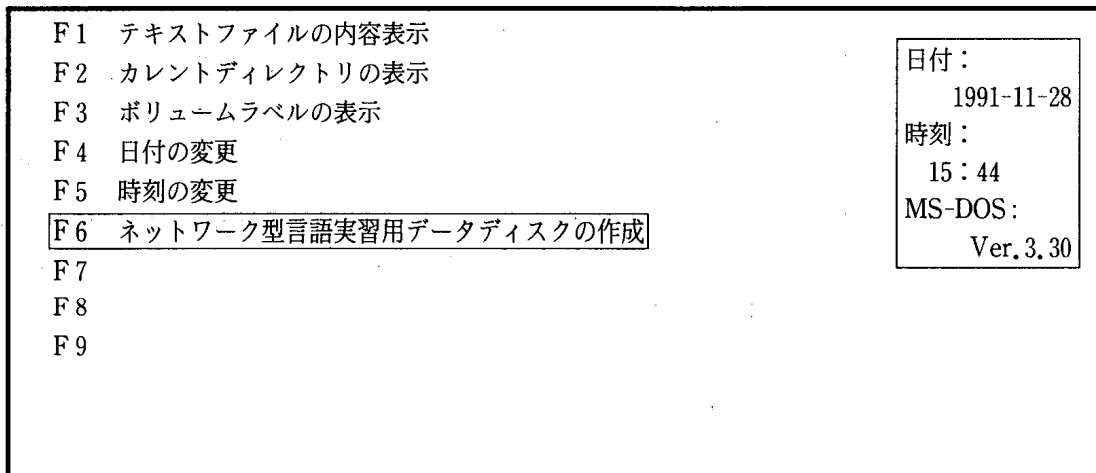 F1 テキストファイルの内容表示
F2 カレントディレクトリの表示
F3 ボリュームラベルの表示
F4 日付の変更
F5 時刻の変更
F6 ネットワーク型言語実習用データディスクの作成
F7
F8
F9
日付：
1991-11-28
時刻：
15：44
MS-DOS：
Ver.3.30